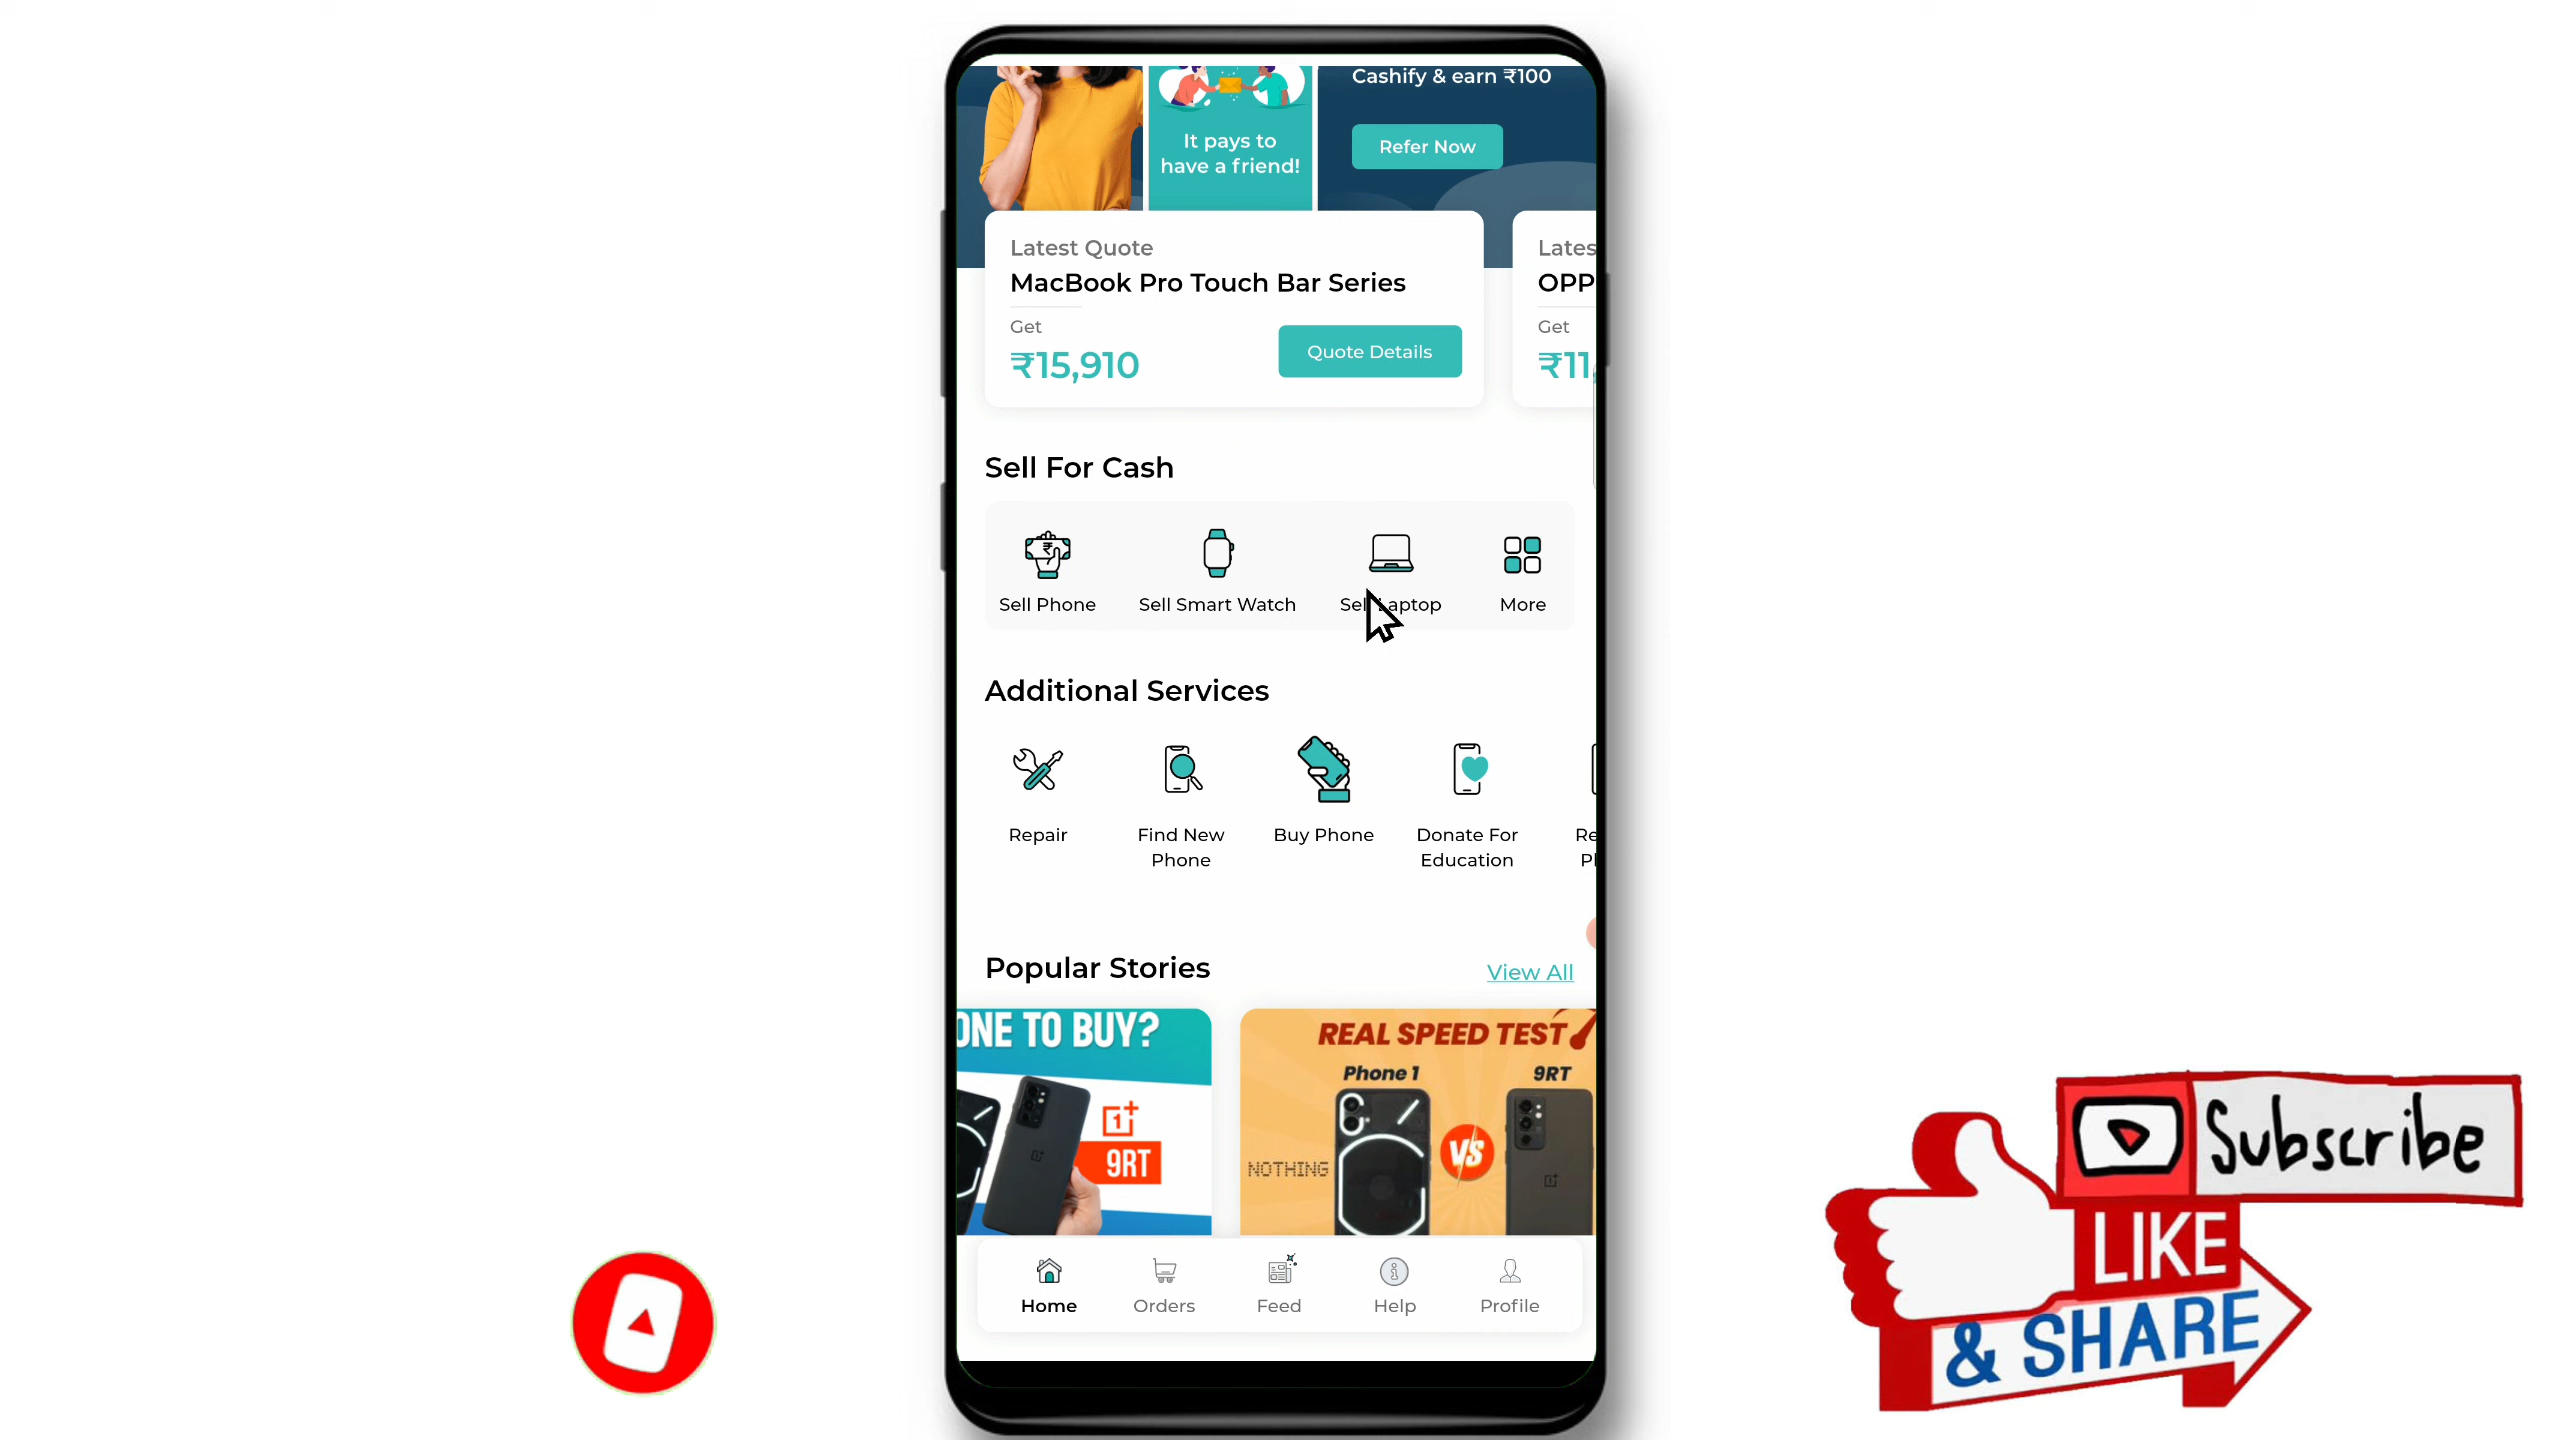 Cashify & earn ₹100
It pays to
have a friend!
Refer Now
Latest Quote
MacBook Pro Touch Bar Series
Get
₹15,910
Quote Details
Lates
OPP
Get
₹11,
Sell For Cash
Sell Phone
Sell Smart Watch
Sell Laptop
More
Additional Services
Repair
Find New
Phone
Buy Phone
Donate For
Education
Re
Popular Stories
View All
ONE TO BUY?
9RT
REAL SPEED TEST
Phone 1
9RT
NOTHING
VS
Home
Orders
Feed
Help
Profile
Subscribe
LIKE
& SHARE